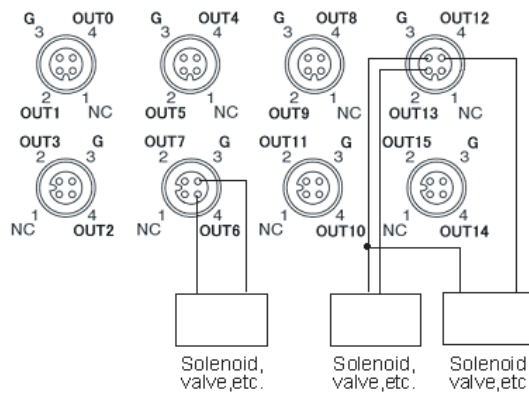 G OUT0 G OUT4 G OUT8 G OUT12
3 4 3 4 3 4 3 4
2 1 2 1 2 1 2 1
OUT1 NC OUT5 NC OUT9 NC OUT13 NC
OUT3 G OUT7 G OUT11 G OUT15 G
2 3 2 3 2 3 2 3
1 4 1 4 1 4 1 4
NC OUT2 NC OUT6 NC OUT10 NC OUT14
Solenoid, Solenoid, Solenoid
valve,etc. valve,etc. valve,etc